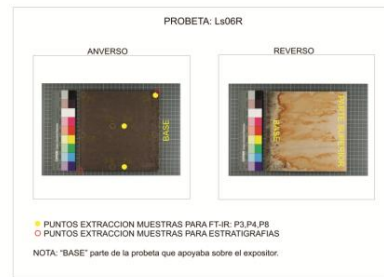 PROBETA: Ls06R
ANVERSO
REVERSO
BASE
BASE
PUNTOS EXTRACCION MUESTRAS PARA FT-IR: P3,P4,P8
PUNTOS EXTRACCION MUESTRAS PARA ESTRATIGRAFIAS
NOTA: "BASE" parte de la probeta que apoyaba sobre el expositor.